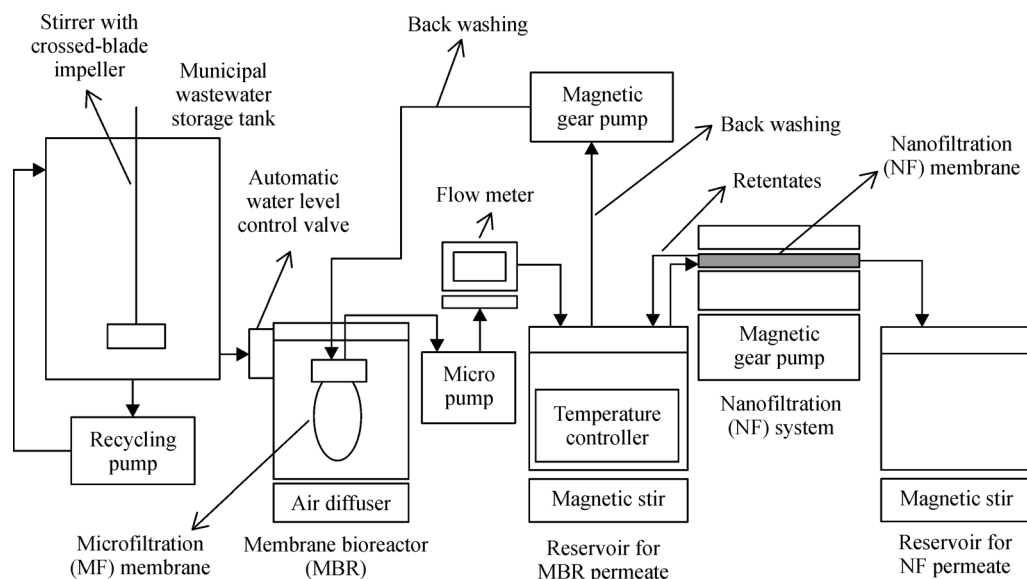 Stirrer with
crossed-blade
impeller
Municipal
wastewater
storage tank
Back washing
Magnetic
gear pump
Back washing
Nanofiltration
(NF) membrane
Automatic
water level
control valve
Flow meter
Retentates
Micro
pump
Magnetic
gear pump
Temperature
controller
Nanofiltration
(NF) system
Recycling
pump
Air diffuser
Magnetic stir
Magnetic stir
Microfiltration
(MF) membrane
Membrane bioreactor
(MBR)
Reservoir for
MBR permeate
Reservoir for
NF permeate